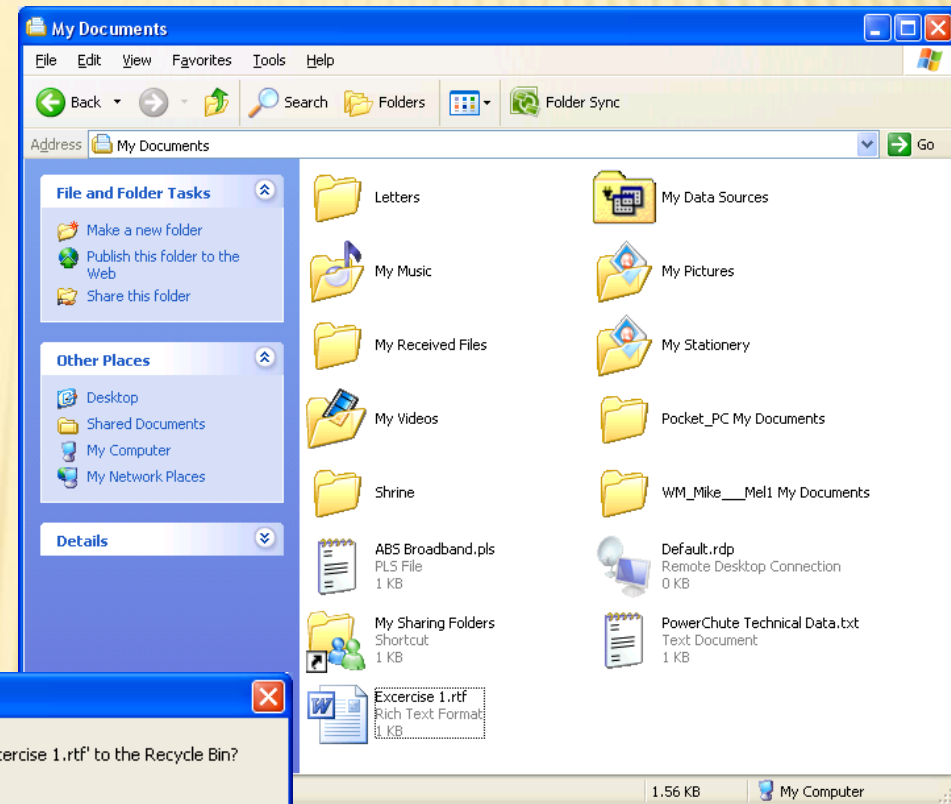 My Documents
File Edit View Favorites Tools Help
Back Search Folders Folder Sync
Address My Documents Go
File and Folder Tasks
Make a new folder
Publish this folder to the
Web
Share this folder
Other Places
Desktop
Shared Documents
My Computer
My Network Places
Details
Letters
My Data Sources
My Music
My Pictures
My Received Files
My Stationery
My Videos
Pocket_PC My Documents
Shrine
WM_Mike___Mel1 My Documents
ABS Broadband.pls
PLS File
1 KB
Default.rdp
Remote Desktop Connection
0 KB
My Sharing Folders
Shortcut
1 KB
PowerChute Technical Data.txt
Text Document
1 KB
Excercise 1.rtf
Rich Text Format
1 KB
1.rtf' to the Recycle Bin?
1.56 KB My Computer